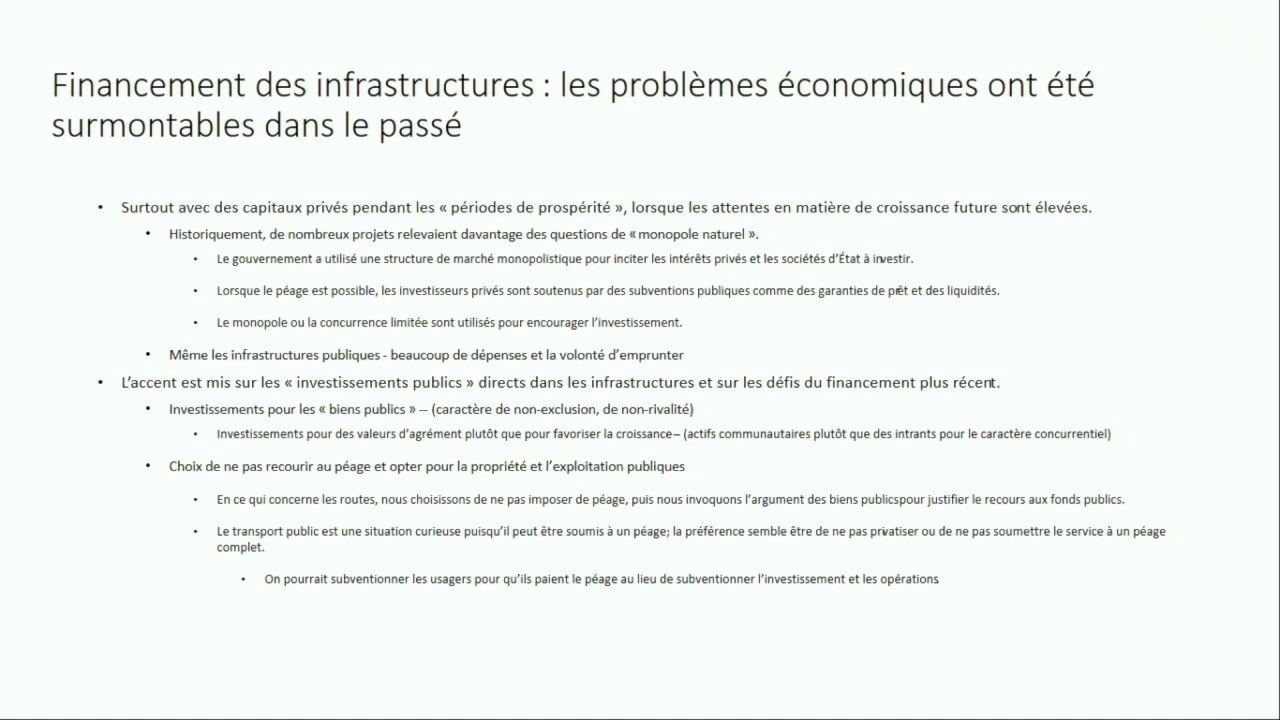 Financement des infrastructures : les problèmes économiques ont été
surmontables dans le passé
• Surtout avec des capitaux privés pendant les « périodes de prospérité », lorsque les attentes en matière de croissance future sont élevées.
• Historiquement, de nombreux projets relevaient davantage des questions de « monopole naturel ».
• Le gouvernement a utilisé une structure de marché monopolistique pour inciter les intérêts privés et les sociétés d'État à investir.
• Lorsque le péage est possible, les investisseurs privés sont soutenus par des subventions publiques comme des garanties de prêt et des liquidités.
• Le monopole ou la concurrence limitée sont utilisés pour encourager l'investissement.
• Même les infrastructures publiques - beaucoup de dépenses et la volonté d'emprunter
• L'accent est mis sur les « investissements publics » directs dans les infrastructures et sur les défis du financement plus récent.
• Investissements pour les « biens publics » -- (caractère de non-exclusion, de non-rivalité)
• Investissements pour des valeurs d'agrément plutôt que pour favoriser la croissance – (actifs communautaires plutôt que des intrants pour le caractère concurrentiel)
• Choix de ne pas recourir au péage et opter pour la propriété et l'exploitation publiques
• En ce qui concerne les routes, nous choisissons de ne pas imposer de péage, puis nous invoquons l'argument des biens publicspour justifier le recours aux fonds publics.
• Le transport public est une situation curieuse puisqu'il peut être soumis à un péage; la préférence semble être de ne pas privatiser ou de ne pas soumettre le service à un péage
complet.
• On pourrait subventionner les usagers pour qu'ils paient le péage au lieu de subventionner l'investissement et les opérations